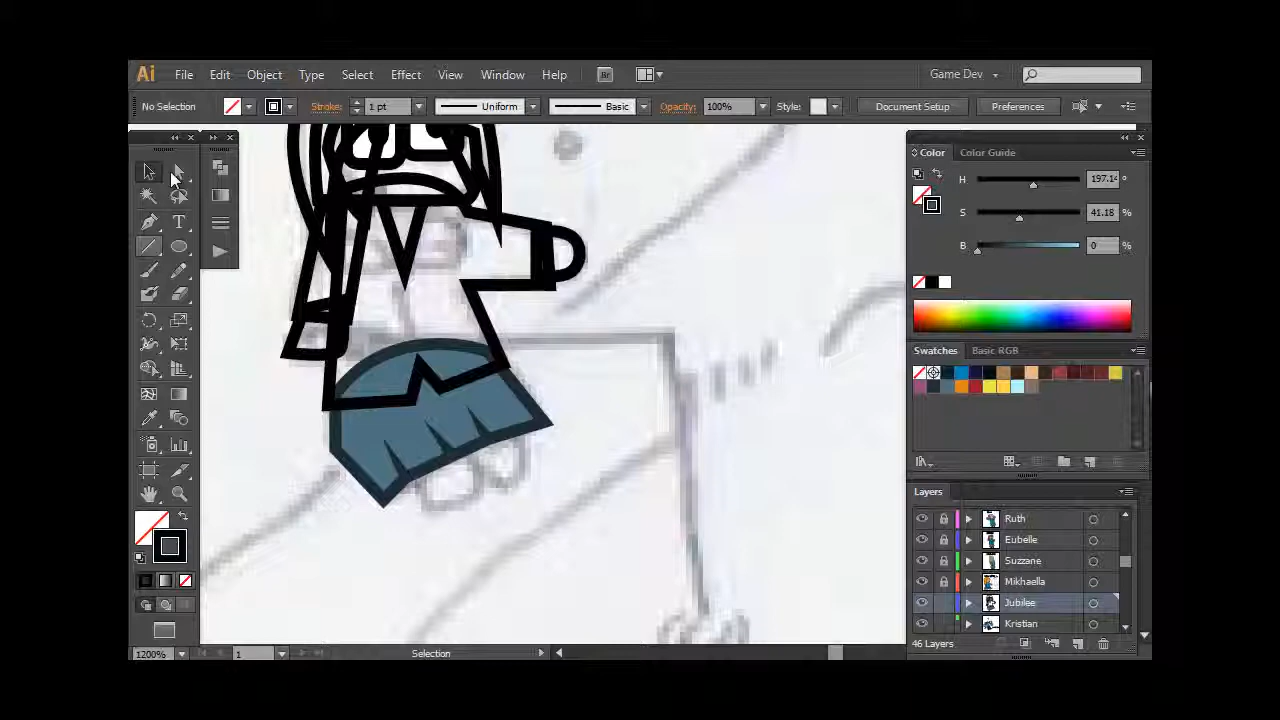 Ai File Edit Object Type Select Effect View Window Help Br Game Dev
No Selection Stroke: 1 pt Uniform Basic Opacity: 100% Style: Document Setup Preferences
Color Color Guide
H 197.14 °
S 41.18 %
B 0 %
Swatches Basic RGB
Layers
Ruth
Eubelle
Suzzane
Mikhaella
Jubilee
Kristian
46 Layers
1200% 1 Selection